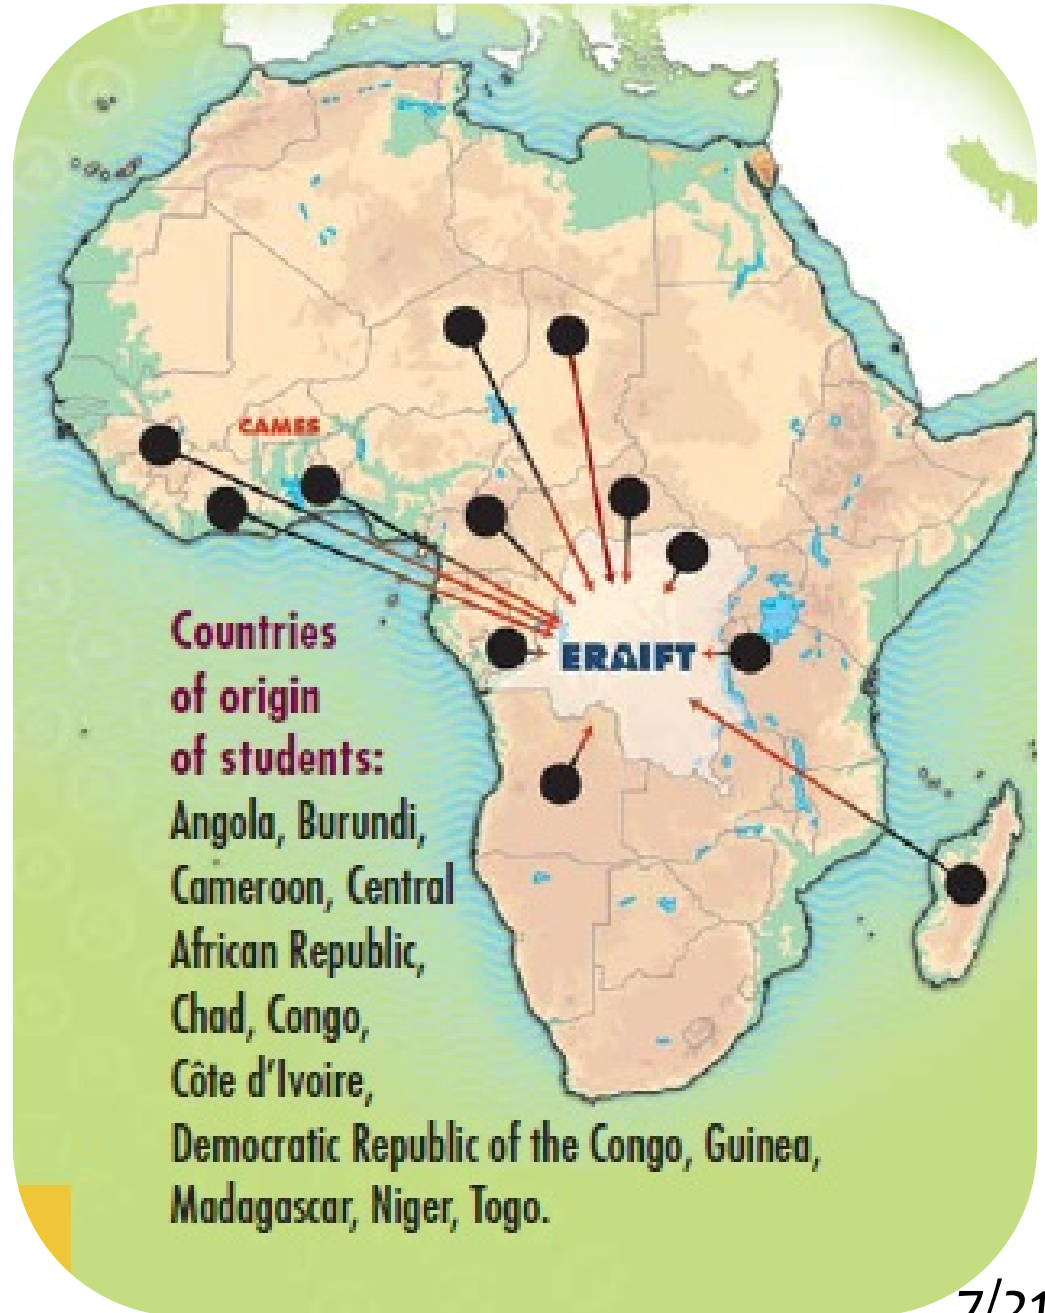 CAMES
ERAIFT
Countries
of origin
of students:
Angola, Burundi,
Cameroon, Central
African Republic,
Chad, Congo,
Côte d'Ivoire,
Democratic Republic of the Congo, Guinea,
Madagascar, Niger, Togo.
7/21